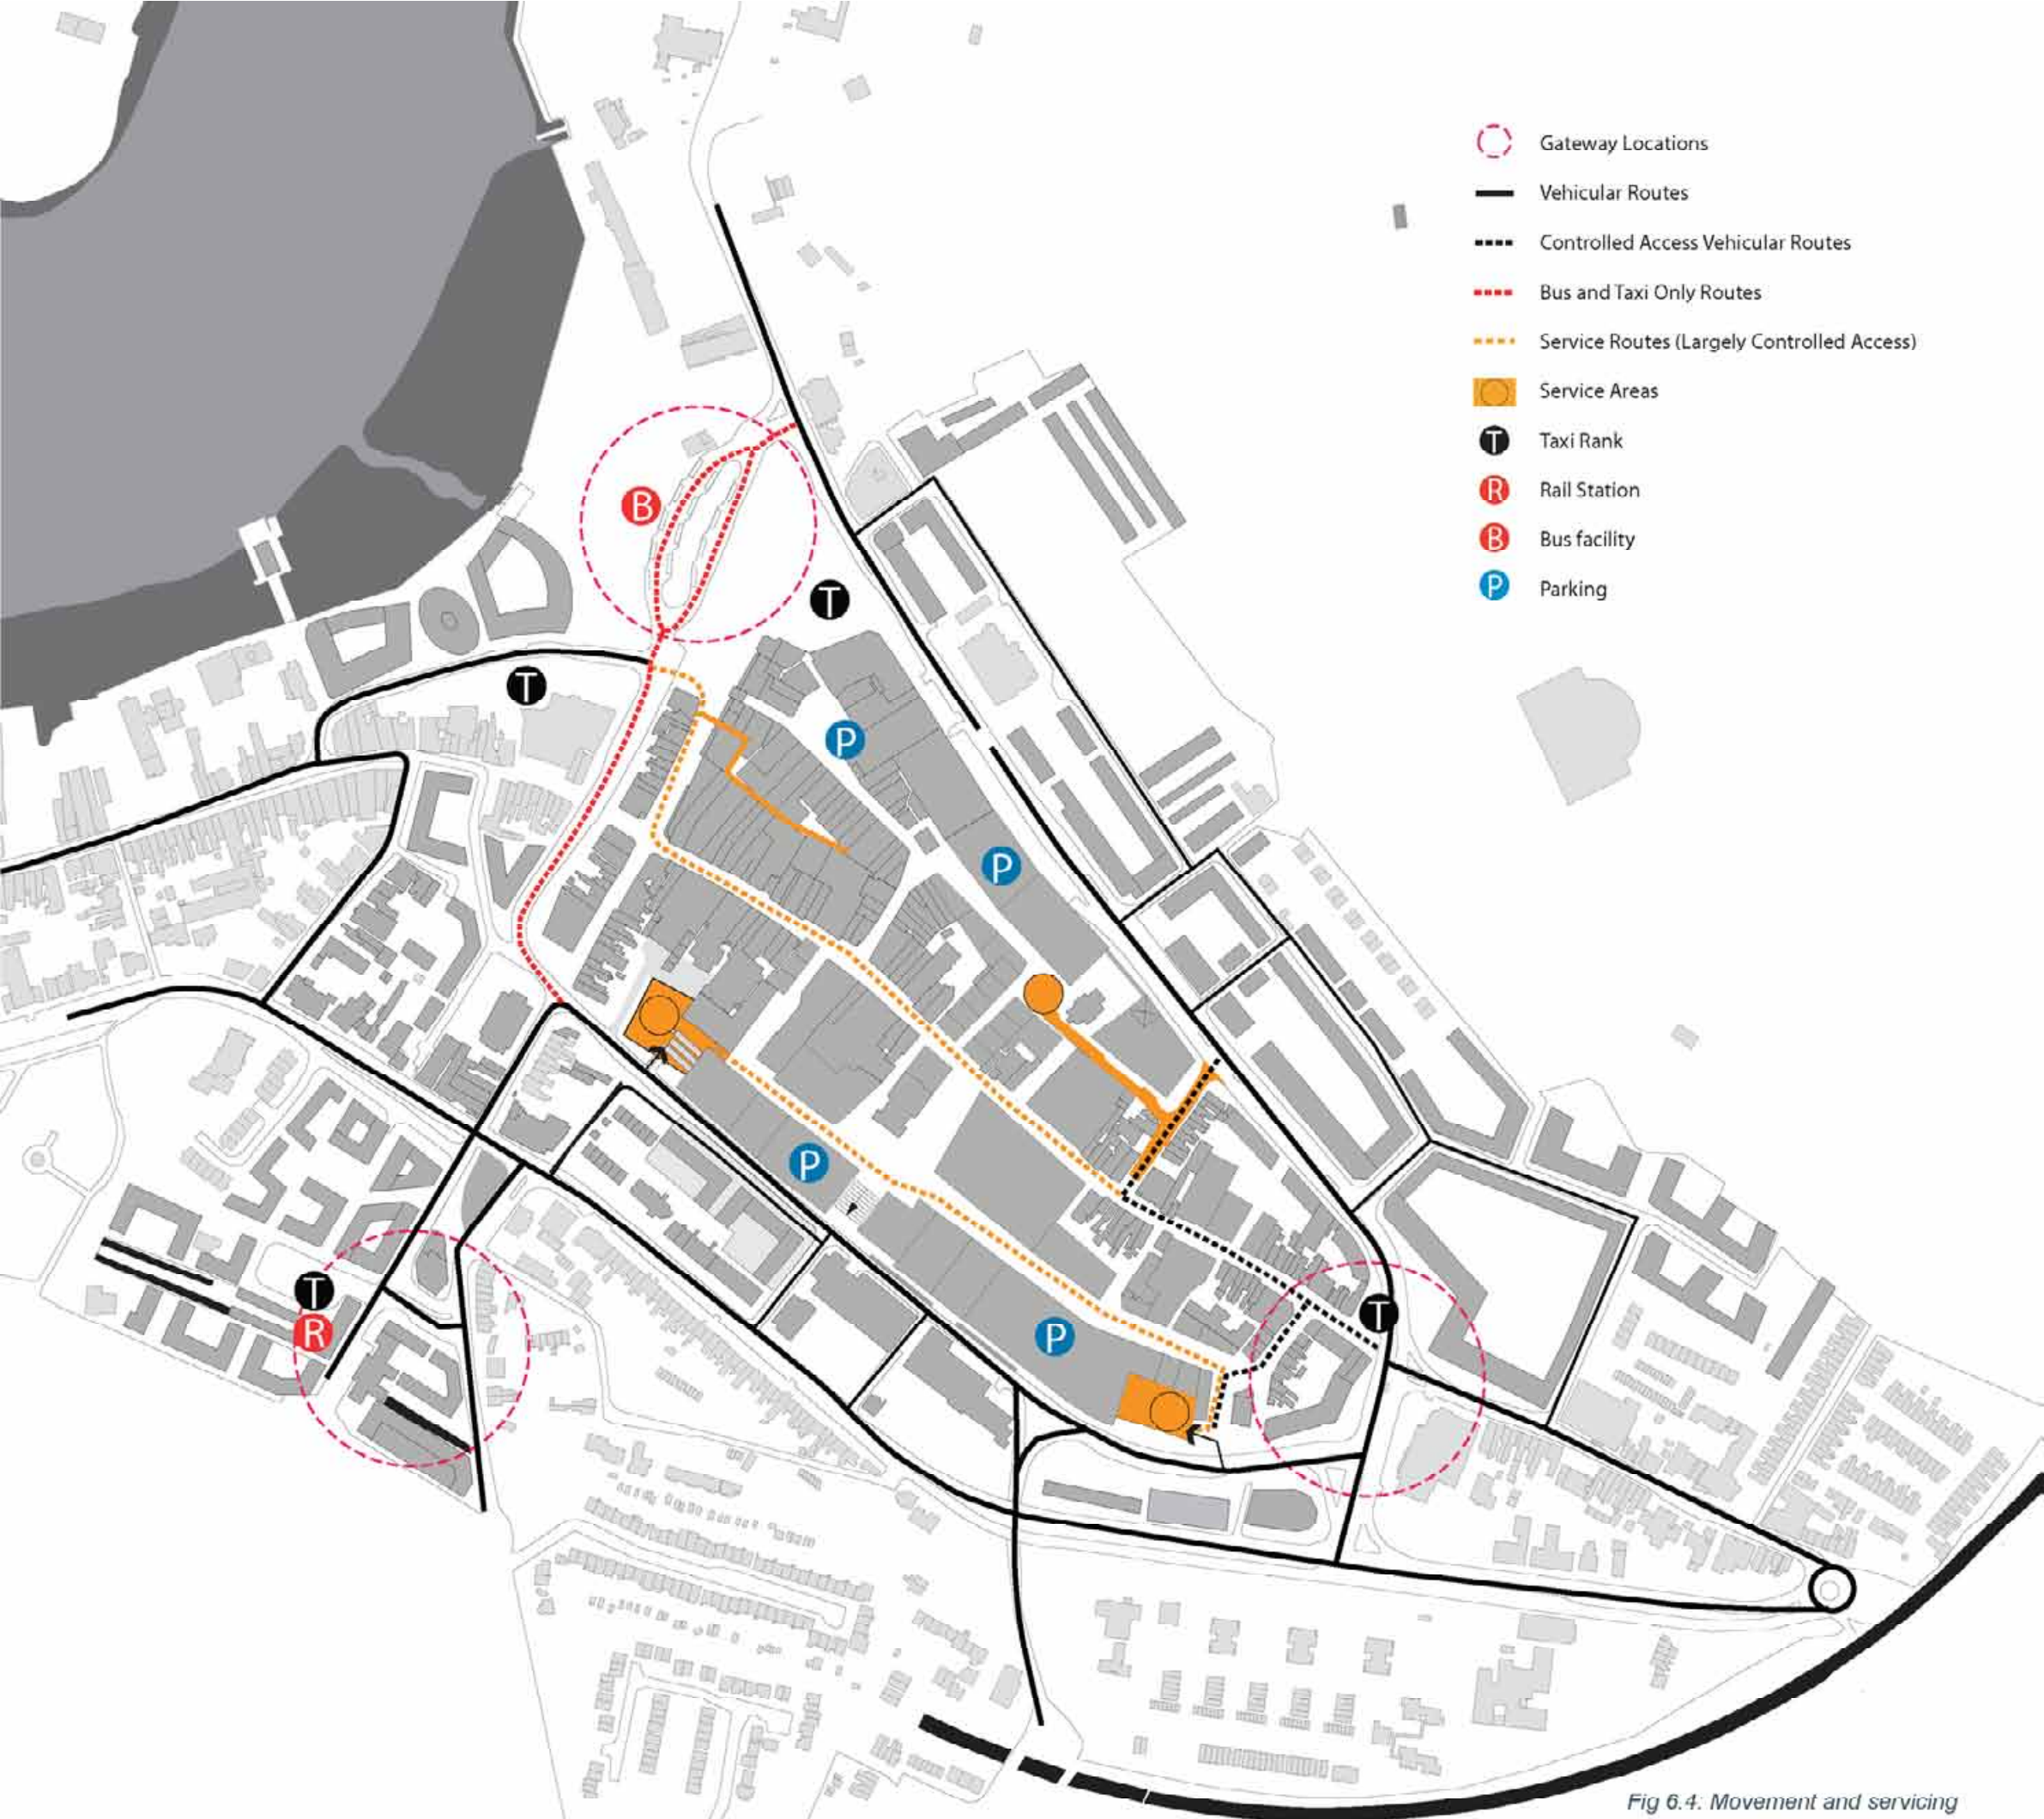 Gateway Locations
Vehicular Routes
Controlled Access Vehicular Routes
Bus and Taxi Only Routes
Service Routes (Largely Controlled Access)
Service Areas
T Taxi Rank
R Rail Station
B Bus facility
P Parking
B
T
T
P
P
P
T
R
T
P
Fig 6.4: Movement and servicing